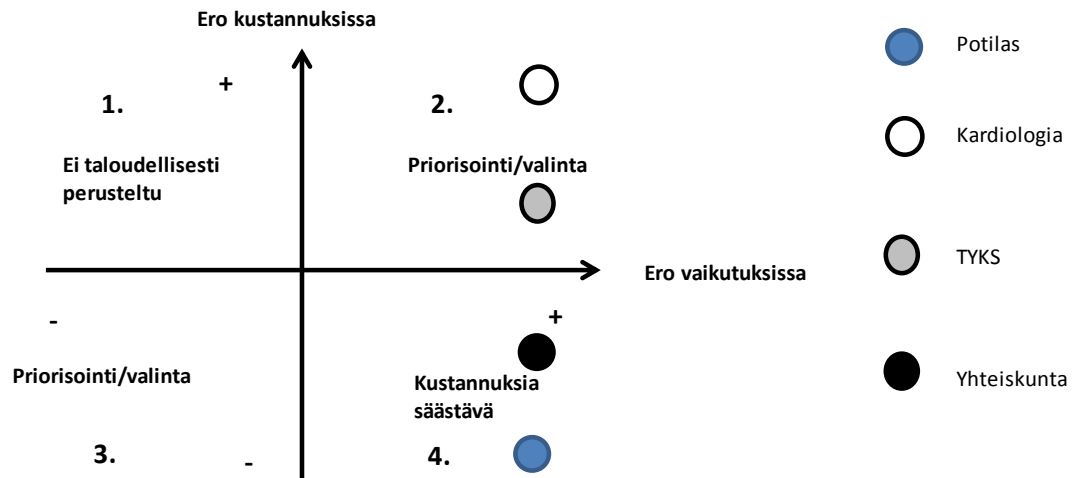 Ero kustannuksissa
+
1.
2.
Ei taloudellisesti
perusteltu
Priorisointi/valinta
Ero vaikutuksissa
-
+
Priorisointi/valinta
Kustannuksia
säästävä
3.
-
4.
Potilas
Kardiologia
TYKS
Yhteiskunta